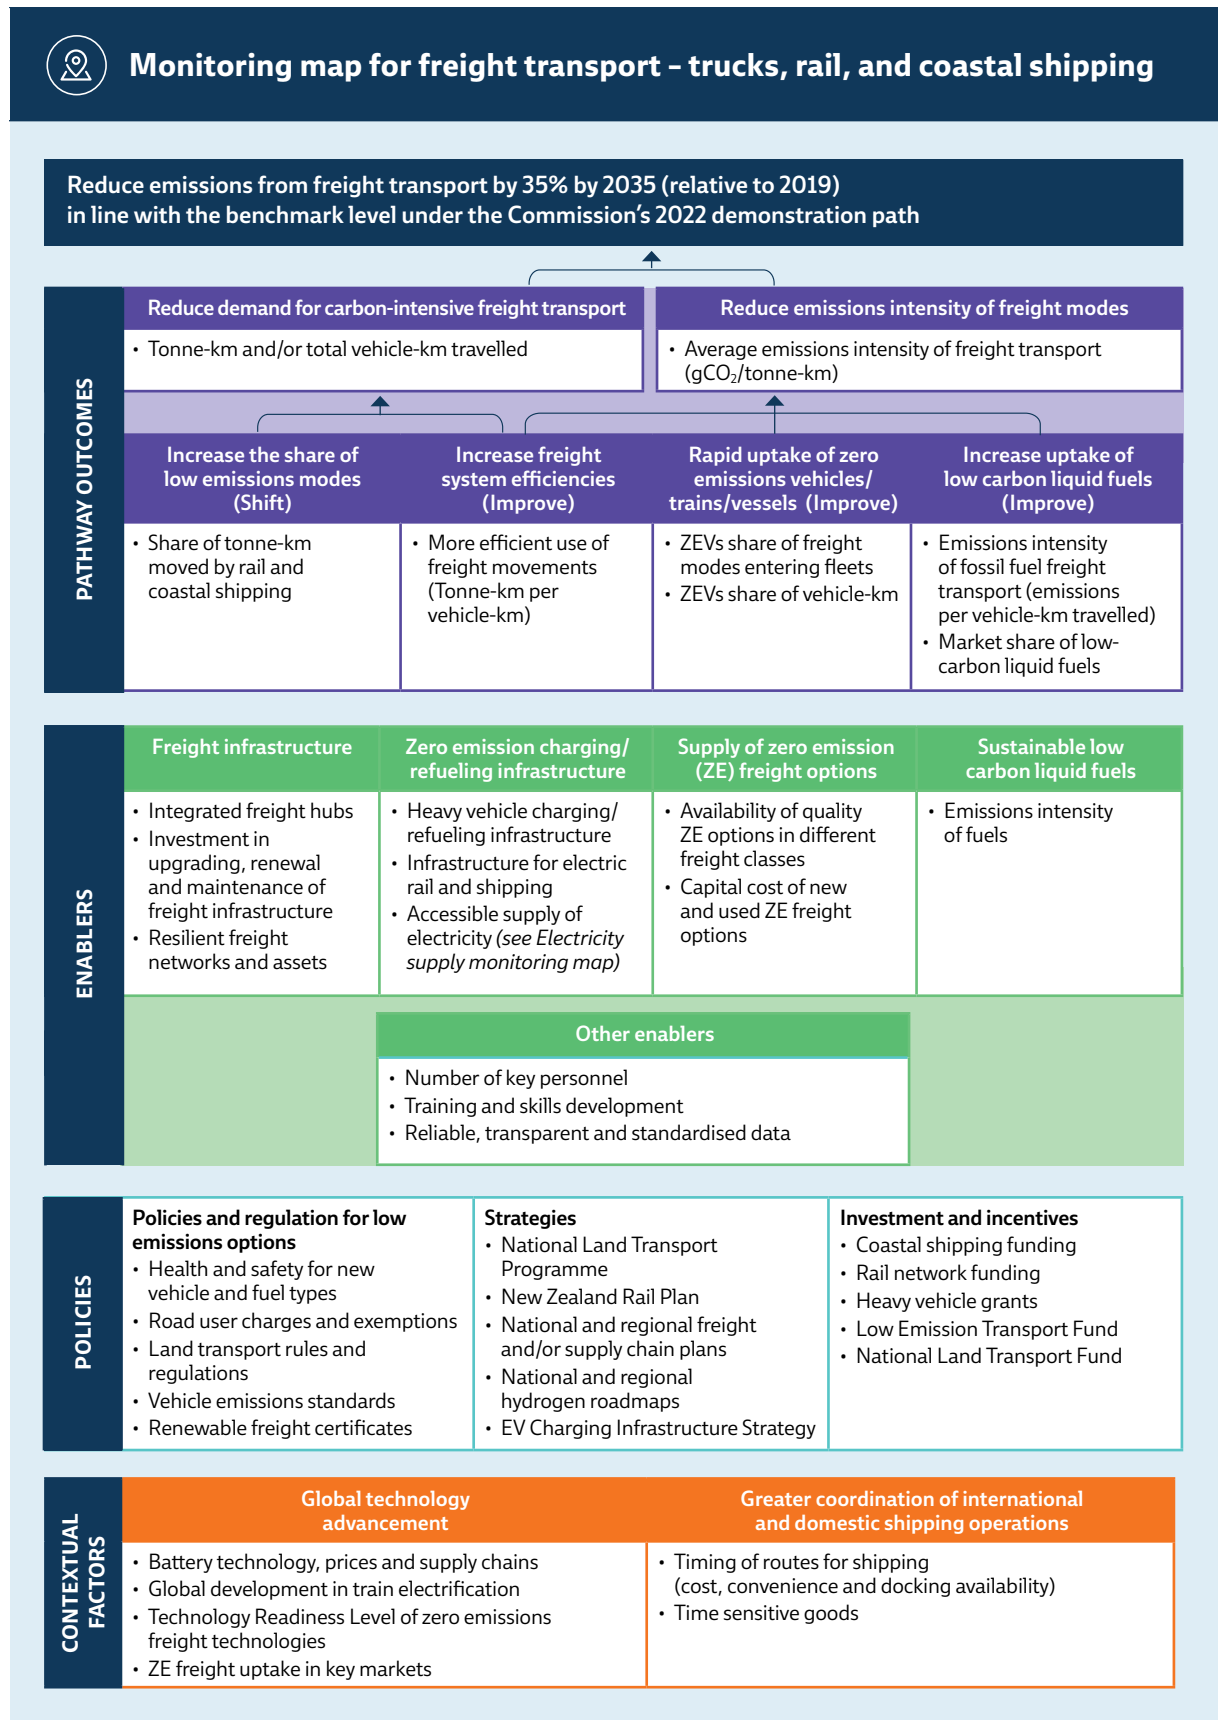 Monitoring map for freight transport – trucks, rail, and coastal shipping
Reduce emissions from freight transport by 35% by 2035 (relative to 2019)
in line with the benchmark level under the Commission's 2022 demonstration path
PATHWAY OUTCOMES
Reduce demand for carbon-intensive freight transport
• Tonne-km and/or total vehicle-km travelled
Reduce emissions intensity of freight modes
• Average emissions intensity of freight transport
(gCO₂/tonne-km)
Increase the share of
low emissions modes
(Shift)
• Share of tonne-km
moved by rail and
coastal shipping
Increase freight
system efficiencies
(Improve)
• More efficient use of
freight movements
(Tonne-km per
vehicle-km)
Rapid uptake of zero
emissions vehicles/
trains/vessels (Improve)
• ZEVs share of freight
modes entering fleets
• ZEVs share of vehicle-km
Increase uptake of
low carbon liquid fuels
(Improve)
• Emissions intensity
of fossil fuel freight
transport (emissions
per vehicle-km travelled)
• Market share of low-
carbon liquid fuels
ENABLERS
Freight infrastructure
• Integrated freight hubs
• Investment in
upgrading, renewal
and maintenance of
freight infrastructure
• Resilient freight
networks and assets
Zero emission charging/
refueling infrastructure
• Heavy vehicle charging/
refueling infrastructure
• Infrastructure for electric
rail and shipping
• Accessible supply of
electricity (see Electricity
supply monitoring map)
Supply of zero emission
(ZE) freight options
• Availability of quality
ZE options in different
freight classes
• Capital cost of new
and used ZE freight
options
Sustainable low
carbon liquid fuels
• Emissions intensity
of fuels
Other enablers
• Number of key personnel
• Training and skills development
• Reliable, transparent and standardised data
POLICIES
Policies and regulation for low
emissions options
• Health and safety for new
vehicle and fuel types
• Road user charges and exemptions
• Land transport rules and
regulations
• Vehicle emissions standards
• Renewable freight certificates
Strategies
• National Land Transport
Programme
• New Zealand Rail Plan
• National and regional freight
and/or supply chain plans
• National and regional
hydrogen roadmaps
• EV Charging Infrastructure Strategy
Investment and incentives
• Coastal shipping funding
• Rail network funding
• Heavy vehicle grants
• Low Emission Transport Fund
• National Land Transport Fund
CONTEXTUAL
FACTORS
Global technology
advancement
• Battery technology, prices and supply chains
• Global development in train electrification
• Technology Readiness Level of zero emissions
freight technologies
• ZE freight uptake in key markets
Greater coordination of international
and domestic shipping operations
• Timing of routes for shipping
(cost, convenience and docking availability)
• Time sensitive goods